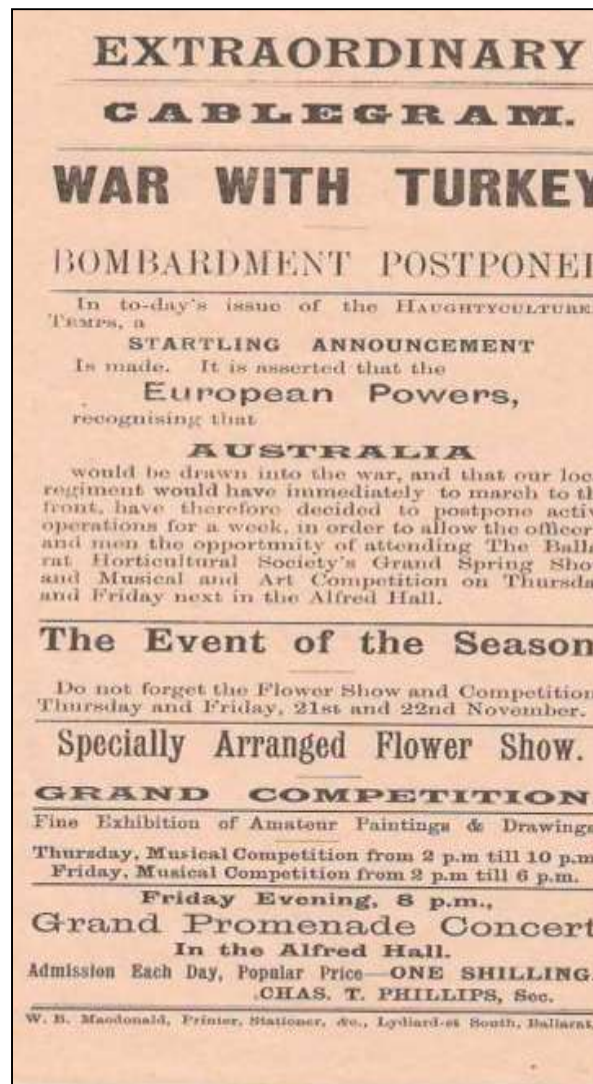 EXTRAORDINARY
CABLEGRAM.
WAR WITH TURKEY
BOMBARDMENT POSTPONED
In to-day's issue of the HAUGHTYCULTURE
TEMPS, a
STARTLING ANNOUNCEMENT
Is made. It is asserted that the
European Powers,
recognising that
AUSTRALIA
would be drawn into the war, and that our loc
regiment would have immediately to march to th
front, have therefore decided to postpone activ
operations for a week, in order to allow the officer
and men the opportunity of attending The Balla
rat Horticultural Society's Grand Spring Sho
and Musical and Art Competition on Thursda
and Friday next in the Alfred Hall.
The Event of the Season
Do not forget the Flower Show and Competition
Thursday and Friday, 21st and 22nd November.
Specially Arranged Flower Show.
GRAND COMPETITION
Fine Exhibition of Amateur Paintings & Drawings
Thursday, Musical Competition from 2 p.m till 10 p.m
Friday, Musical Competition from 2 p.m till 6 p.m.
Friday Evening, 8 p.m.,
Grand Promenade Concert
In the Alfred Hall.
Admission Each Day, Popular Price—ONE SHILLING.
CHAS. T. PHILLIPS, Sec.
W. B. Macdonald, Printer, Stationer, &c., Lydiard-st South, Ballarat,